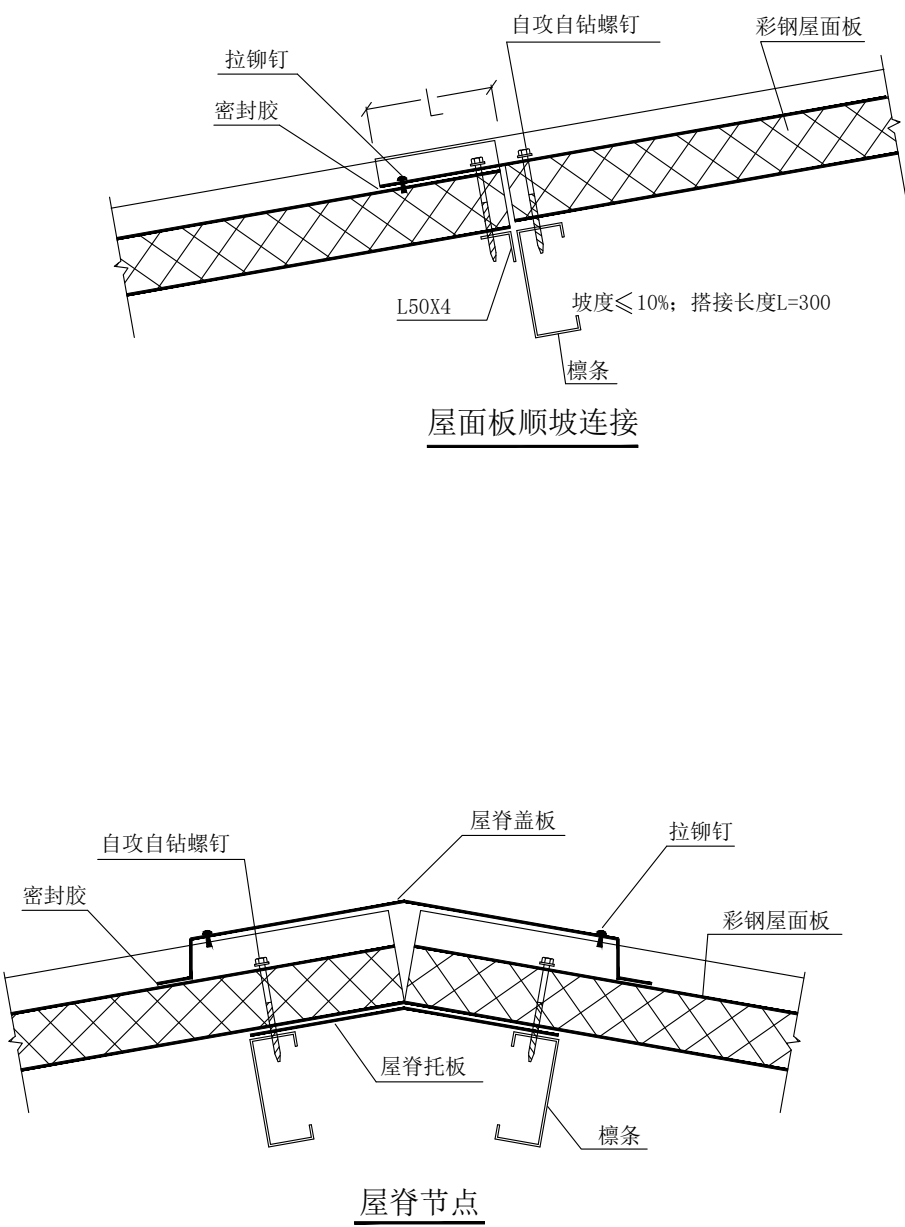 自攻自钻螺钉
彩钢屋面板
拉铆钉
L
密封胶
L50X4
坡度≤10%；搭接长度L=300
檩条
屋面板顺坡连接
屋脊盖板
拉铆钉
自攻自钻螺钉
密封胶
彩钢屋面板
屋脊托板
檩条
屋脊节点